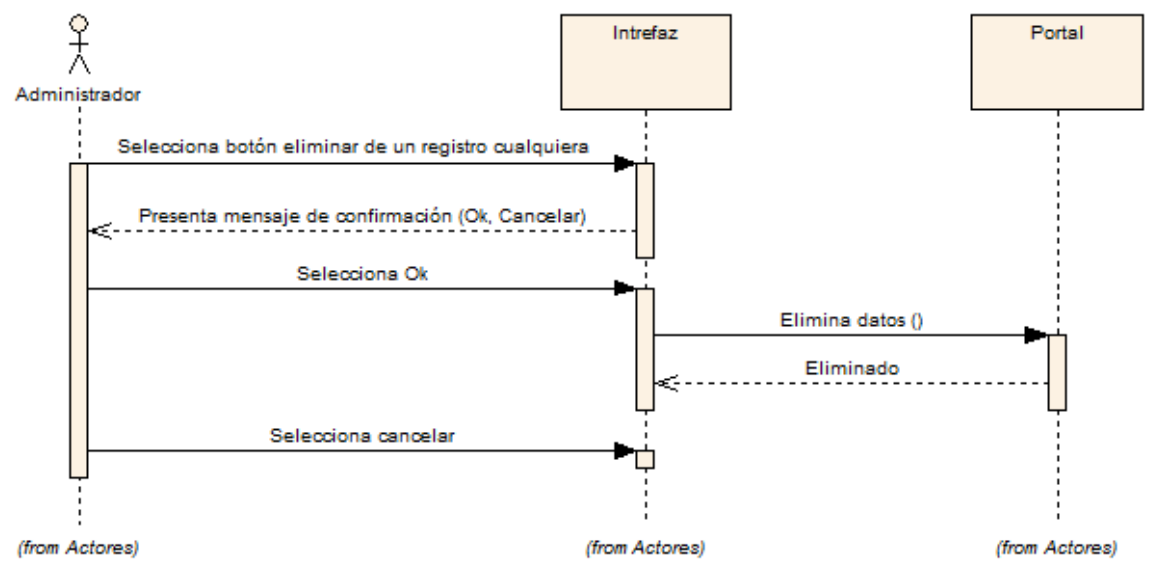 Intrefaz
Portal
Administrador
Selecciona botón eliminar de un registro cualquiera
Presenta mensaje de confirmación (Ok, Cancelar)
Selecciona Ok
Elimina datos ()
Eliminado
Selecciona cancelar
(from Actores)
(from Actores)
(from Actores)